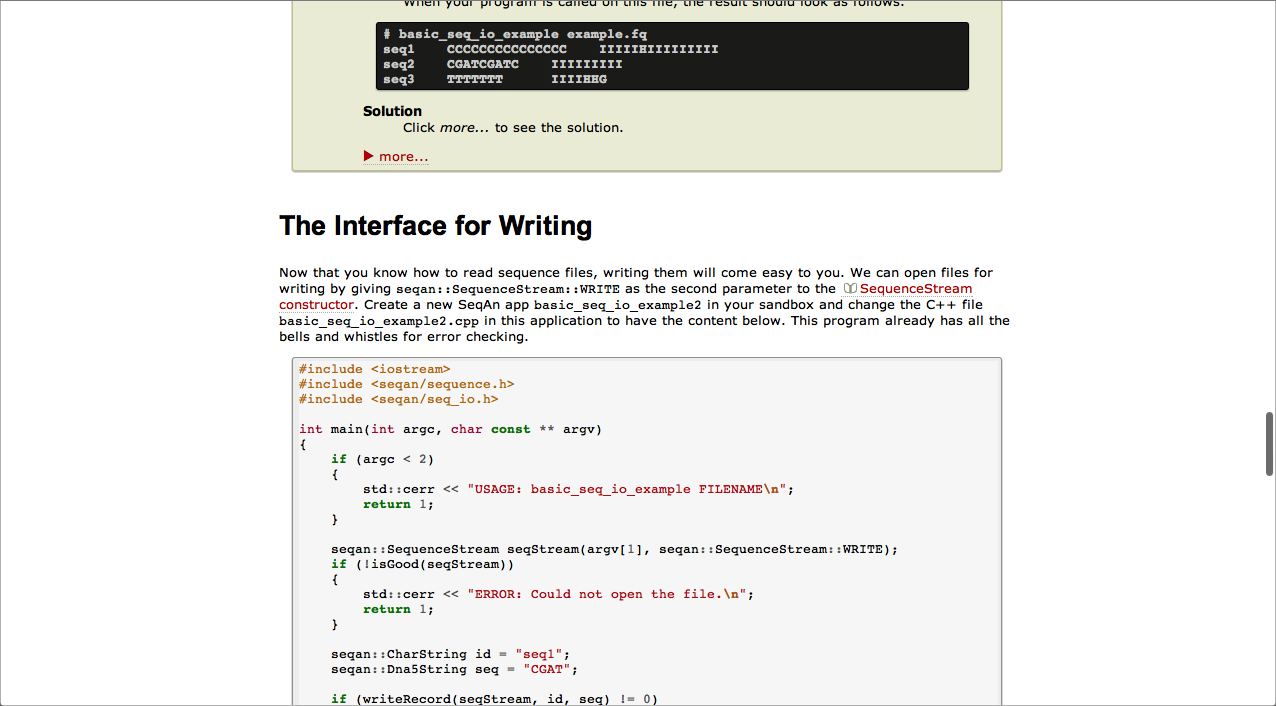 When your program is called on this file, the result should look as follows.
# basic_seq_io_example example.fq
seq1    CCCCCCCCCCCCCCC    IIIIIHIIIIIIIII
seq2    CGATCGATC    IIIIIIIII
seq3    TTTTTTT      IIIIHHG
Solution
Click more... to see the solution.
more...
The Interface for Writing
Now that you know how to read sequence files, writing them will come easy to you. We can open files for
writing by giving seqan::SequenceStream::WRITE as the second parameter to the SequenceStream
constructor. Create a new SeqAn app basic_seq_io_example2 in your sandbox and change the C++ file
basic_seq_io_example2.cpp in this application to have the content below. This program already has all the
bells and whistles for error checking.
#include <iostream>
#include <seqan/sequence.h>
#include <seqan/seq_io.h>
int main(int argc, char const ** argv)
{
    if (argc < 2)
    {
        std::cerr << "USAGE: basic_seq_io_example FILENAME\n";
        return 1;
    }
    seqan::SequenceStream seqStream(argv[1], seqan::SequenceStream::WRITE);
    if (!isGood(seqStream))
    {
        std::cerr << "ERROR: Could not open the file.\n";
        return 1;
    }
    seqan::CharString id = "seq1";
    seqan::Dna5String seq = "CGAT";
    if (writeRecord(seqStream, id, seq) != 0)